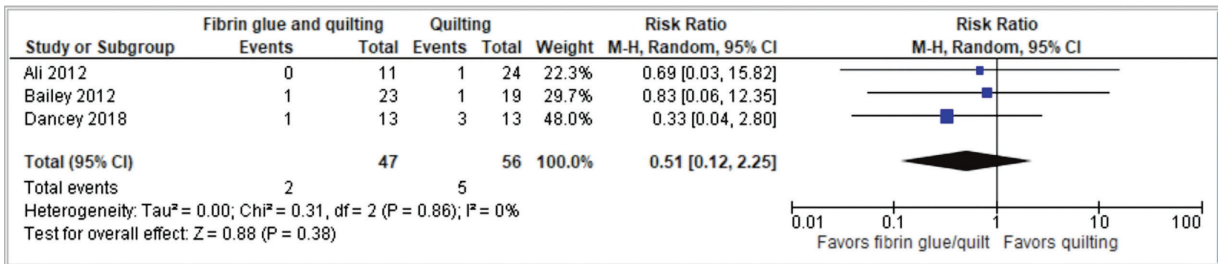 Fibrin glue and quilting Quilting Risk Ratio Risk Ratio
Study or Subgroup Events Total Events Total Weight M-H, Random, 95% CI M-H, Random, 95% CI
Ali 2012 0 11 1 24 22.3% 0.69 [0.03, 15.82]
Bailey 2012 1 23 1 19 29.7% 0.83 [0.06, 12.35]
Dancey 2018 1 13 3 13 48.0% 0.33 [0.04, 2.80]
Total (95% CI) 47 56 100.0% 0.51 [0.12, 2.25]
Total events 2 5
Heterogeneity: Tau² = 0.00; Chi² = 0.31, df = 2 (P = 0.86); I² = 0%
Test for overall effect: Z = 0.88 (P = 0.38)
0.01 0.1 1 10 100
Favors fibrin glue/quilt Favors quilting